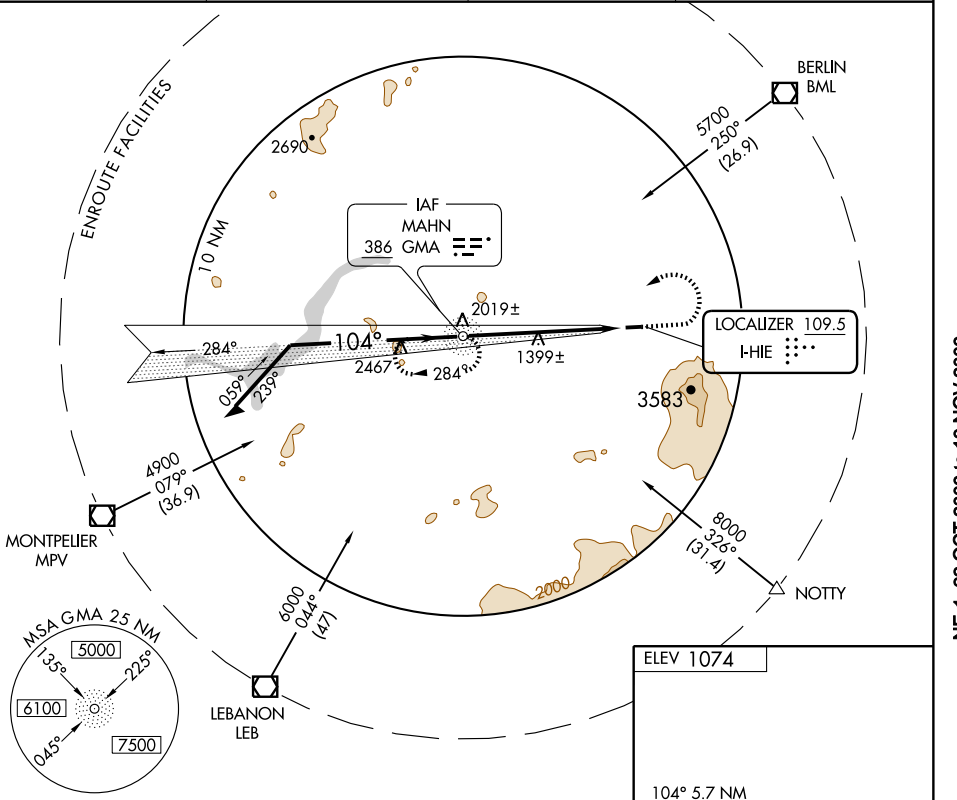 ENROUTE FACILITIES
BERLIN
BML
5700
250°
(26.9)
2690
10 NM
IAF
MAHN
386 GMA
2019±
LOCALIZER 109.5
I-HIE
284°
104°
2467
284°
1399±
059°
239°
3583
4900
079°
(36.9)
MONTPELIER
MPV
8000
326°
(31.4)
NOTTY
2000
6000
044°
(47)
LEBANON
LEB
MSA GMA 25 NM
5000
135°
225°
6100
7500
045°
ELEV 1074
104° 5.7 NM